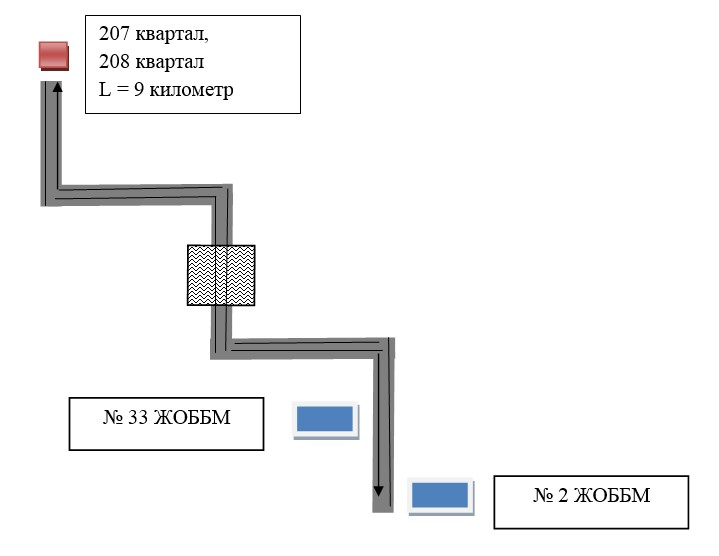 207 квартал,
208 квартал
L = 9 километр
№ 33 ЖОББМ
№ 2 ЖОББМ